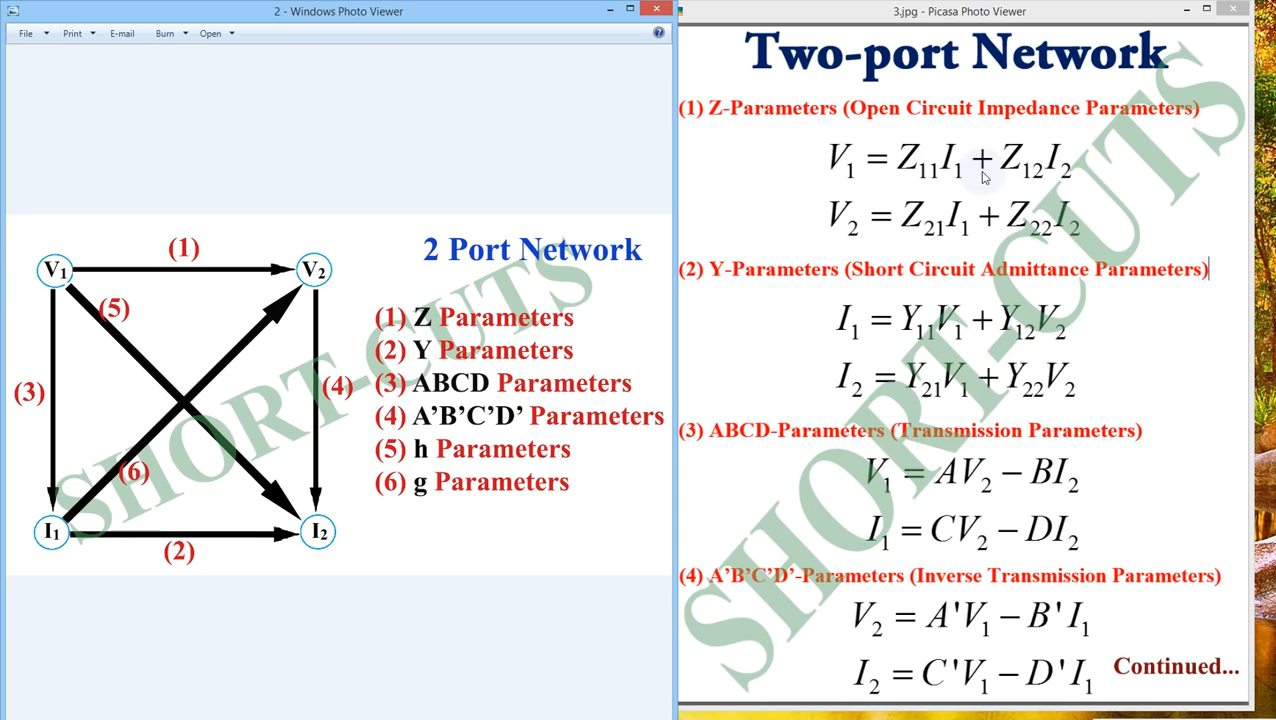 2 - Windows Photo Viewer
File Print E-mail Burn Open
2 Port Network
V1 (1) V2
(5)
(3) (4)
(6)
I1 (2) I2
(1) Z Parameters
(2) Y Parameters
(3) ABCD Parameters
(4) A’B’C’D’ Parameters
(5) h Parameters
(6) g Parameters
SHORT-CUTS
3.jpg - Picasa Photo Viewer
Two-port Network
(1) Z-Parameters (Open Circuit Impedance Parameters)
V₁ = Z₁₁I₁ + Z₁₂I₂
V₂ = Z₂₁I₁ + Z₂₂I₂
(2) Y-Parameters (Short Circuit Admittance Parameters)
I₁ = Y₁₁V₁ + Y₁₂V₂
I₂ = Y₂₁V₁ + Y₂₂V₂
(3) ABCD-Parameters (Transmission Parameters)
V₁ = AV₂ − BI₂
I₁ = CV₂ − DI₂
(4) A’B’C’D’-Parameters (Inverse Transmission Parameters)
V₂ = A'V₁ − B'I₁
I₂ = C'V₁ − D'I₁
Continued...
SHORT-CUTS